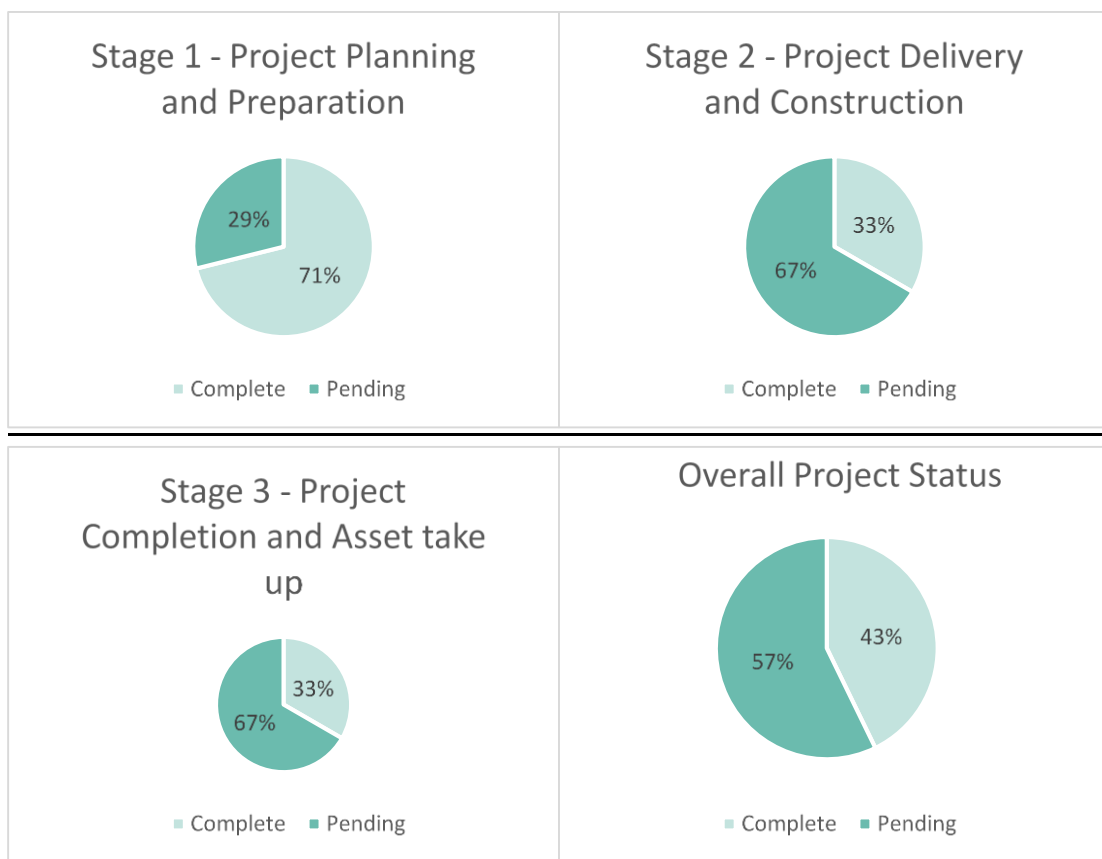 Stage 1 - Project Planning
and Preparation
29%
71%
Complete Pending
Stage 2 - Project Delivery
and Construction
33%
67%
Complete Pending
Stage 3 - Project
Completion and Asset take
up
33%
67%
Complete Pending
Overall Project Status
43%
57%
Complete Pending